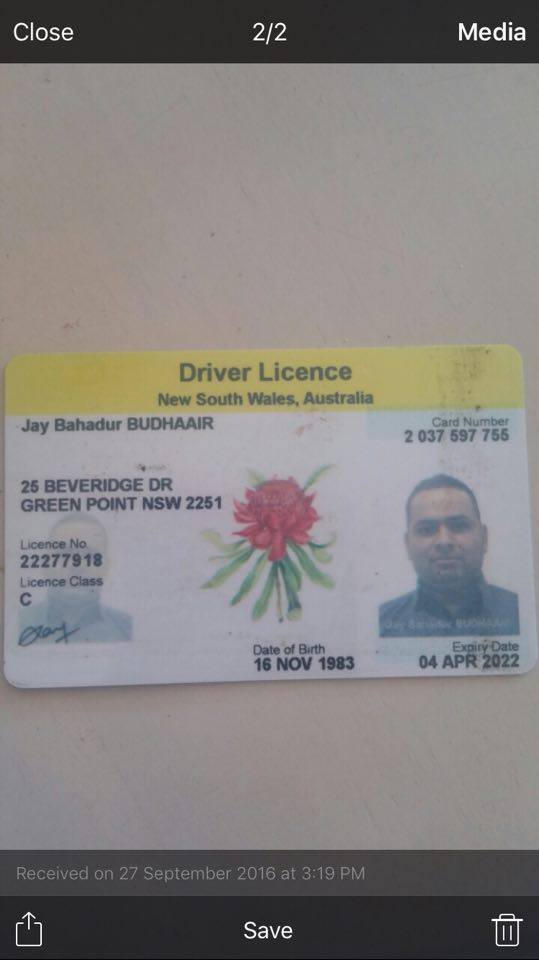 Close 2/2 Media
Driver Licence
New South Wales, Australia
Jay Bahadur BUDHAAIR
Card Number
2 037 597 755
25 BEVERIDGE DR
GREEN POINT NSW 2251
Licence No.
22277918
Licence Class
C
Jay Bahadur BUDHAAIR
Date of Birth
16 NOV 1983
Expiry Date
04 APR 2022
Received on 27 September 2016 at 3:19 PM
Save